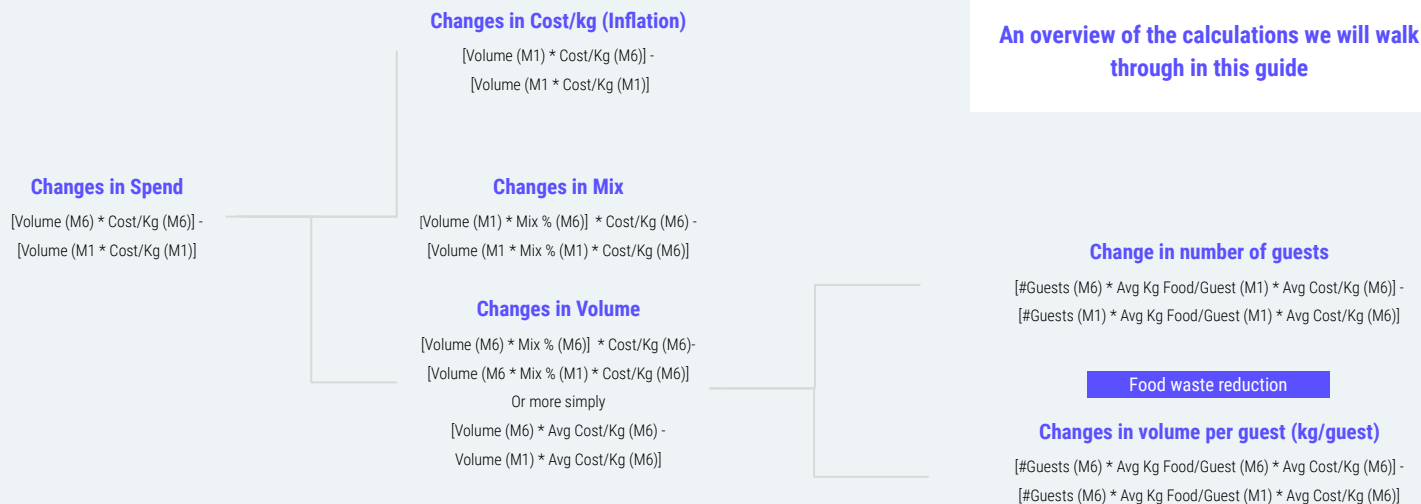 Changes in Cost/kg (Inflation)
[Volume (M1) * Cost/Kg (M6)] -
[Volume (M1 * Cost/Kg (M1)]
An overview of the calculations we will walk
through in this guide
Changes in Spend
[Volume (M6) * Cost/Kg (M6)] -
[Volume (M1 * Cost/Kg (M1)]
Changes in Mix
[Volume (M1) * Mix % (M6)] * Cost/Kg (M6) -
[Volume (M1 * Mix % (M1) * Cost/Kg (M6)]
Changes in Volume
[Volume (M6) * Mix % (M6)] * Cost/Kg (M6)-
[Volume (M6 * Mix % (M1) * Cost/Kg (M6)]
Or more simply
[Volume (M6) * Avg Cost/Kg (M6) -
Volume (M1) * Avg Cost/Kg (M6)]
Change in number of guests
[#Guests (M6) * Avg Kg Food/Guest (M1) * Avg Cost/Kg (M6)] -
[#Guests (M1) * Avg Kg Food/Guest (M1) * Avg Cost/Kg (M6)]
Food waste reduction
Changes in volume per guest (kg/guest)
[#Guests (M6) * Avg Kg Food/Guest (M6) * Avg Cost/Kg (M6)] -
[#Guests (M6) * Avg Kg Food/Guest (M1) * Avg Cost/Kg (M6)]